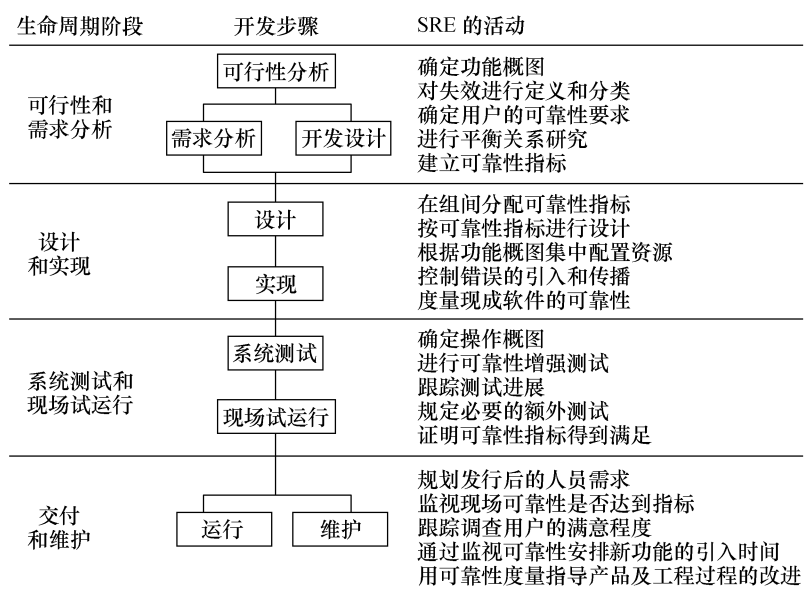 生命周期阶段 开发步骤 SRE 的活动
可行性和
需求分析
可行性分析
需求分析 开发设计
确定功能概图
对失效进行定义和分类
确定用户的可靠性要求
进行平衡关系研究
建立可靠性指标
设计
和实现
设计
实现
在组间分配可靠性指标
按可靠性指标进行设计
根据功能概图集中配置资源
控制错误的引入和传播
度量现成软件的可靠性
系统测试和
现场试运行
系统测试
现场试运行
确定操作概图
进行可靠性增强测试
跟踪测试进展
规定必要的额外测试
证明可靠性指标得到满足
交付
和维护
运行 维护
规划发行后的人员需求
监视现场可靠性是否达到指标
跟踪调查用户的满意程度
通过监视可靠性安排新功能的引入时间
用可靠性度量指导产品及工程过程的改进